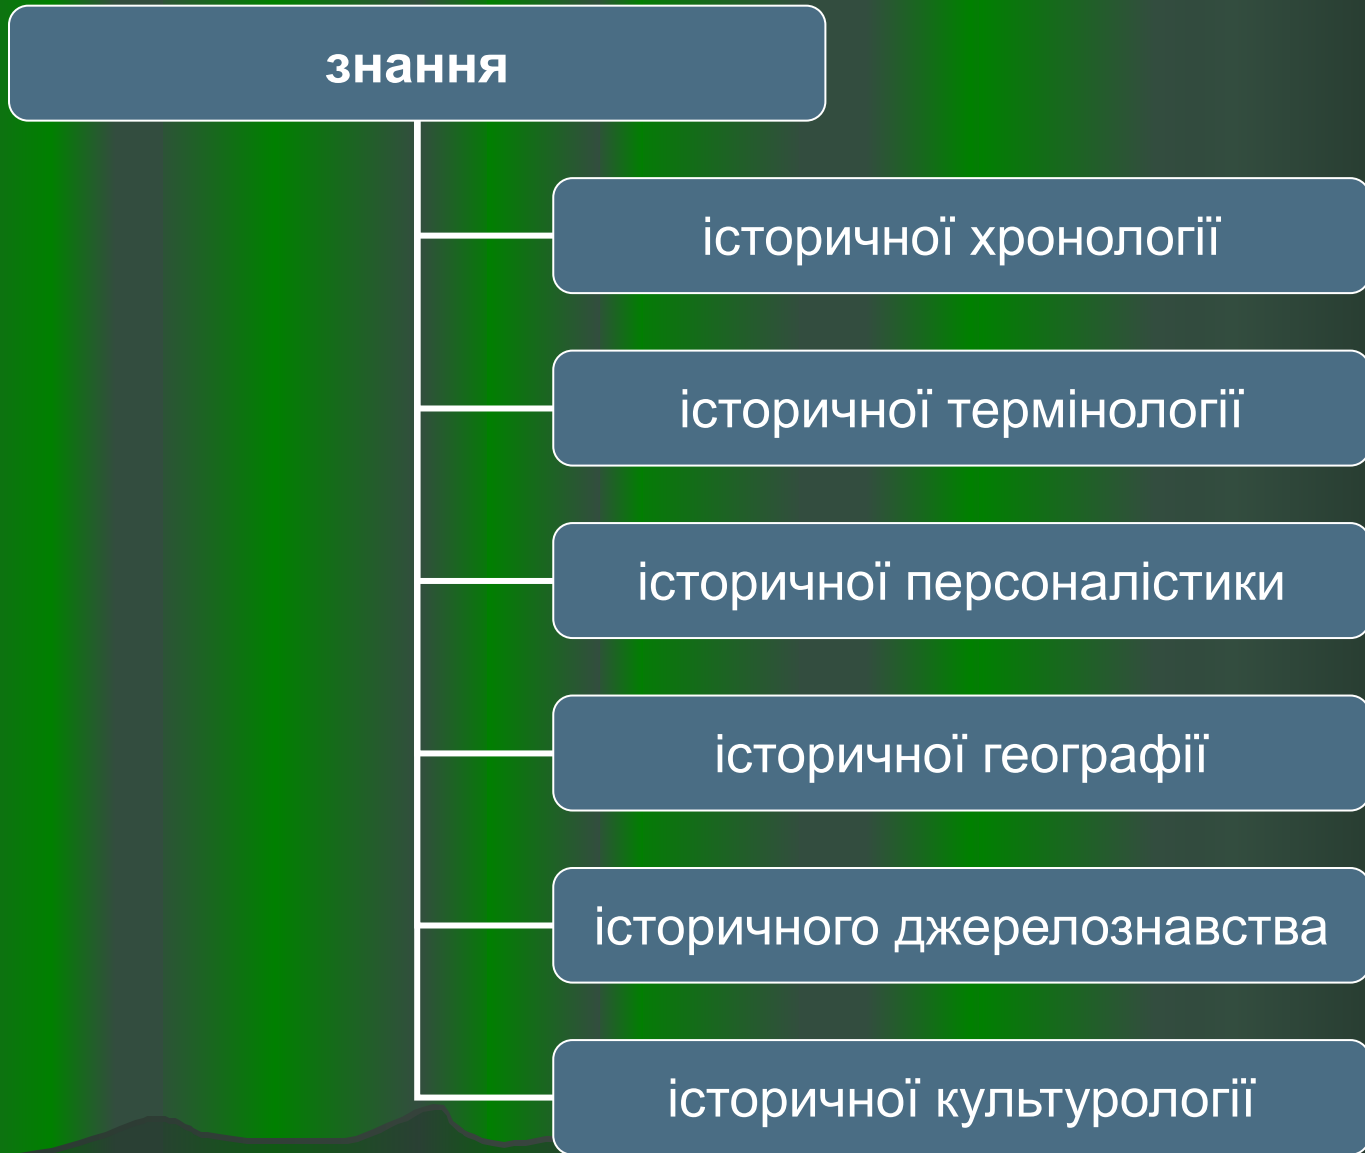 знання
історичної хронології
історичної термінології
історичної персоналістики
історичної географії
історичного джерелознавства
історичної культурології